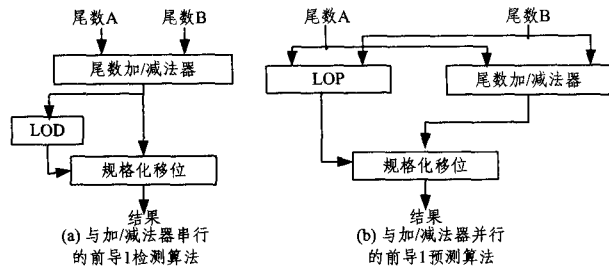 尾数A 尾数B
尾数加/减法器
LOD
规格化移位
结果
(a) 与加/减法器串行
的前导1检测算法
尾数A 尾数B
LOP 尾数加/减法器
规格化移位
结果
(b) 与加/减法器并行
的前导1预测算法